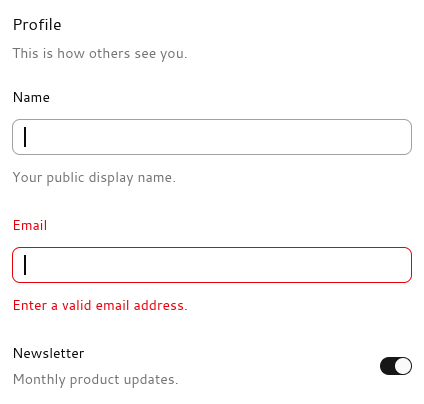 Profile
This is how others see you.
Name
Your public display name.
Email
Enter a valid email address.
Newsletter
Monthly product updates.